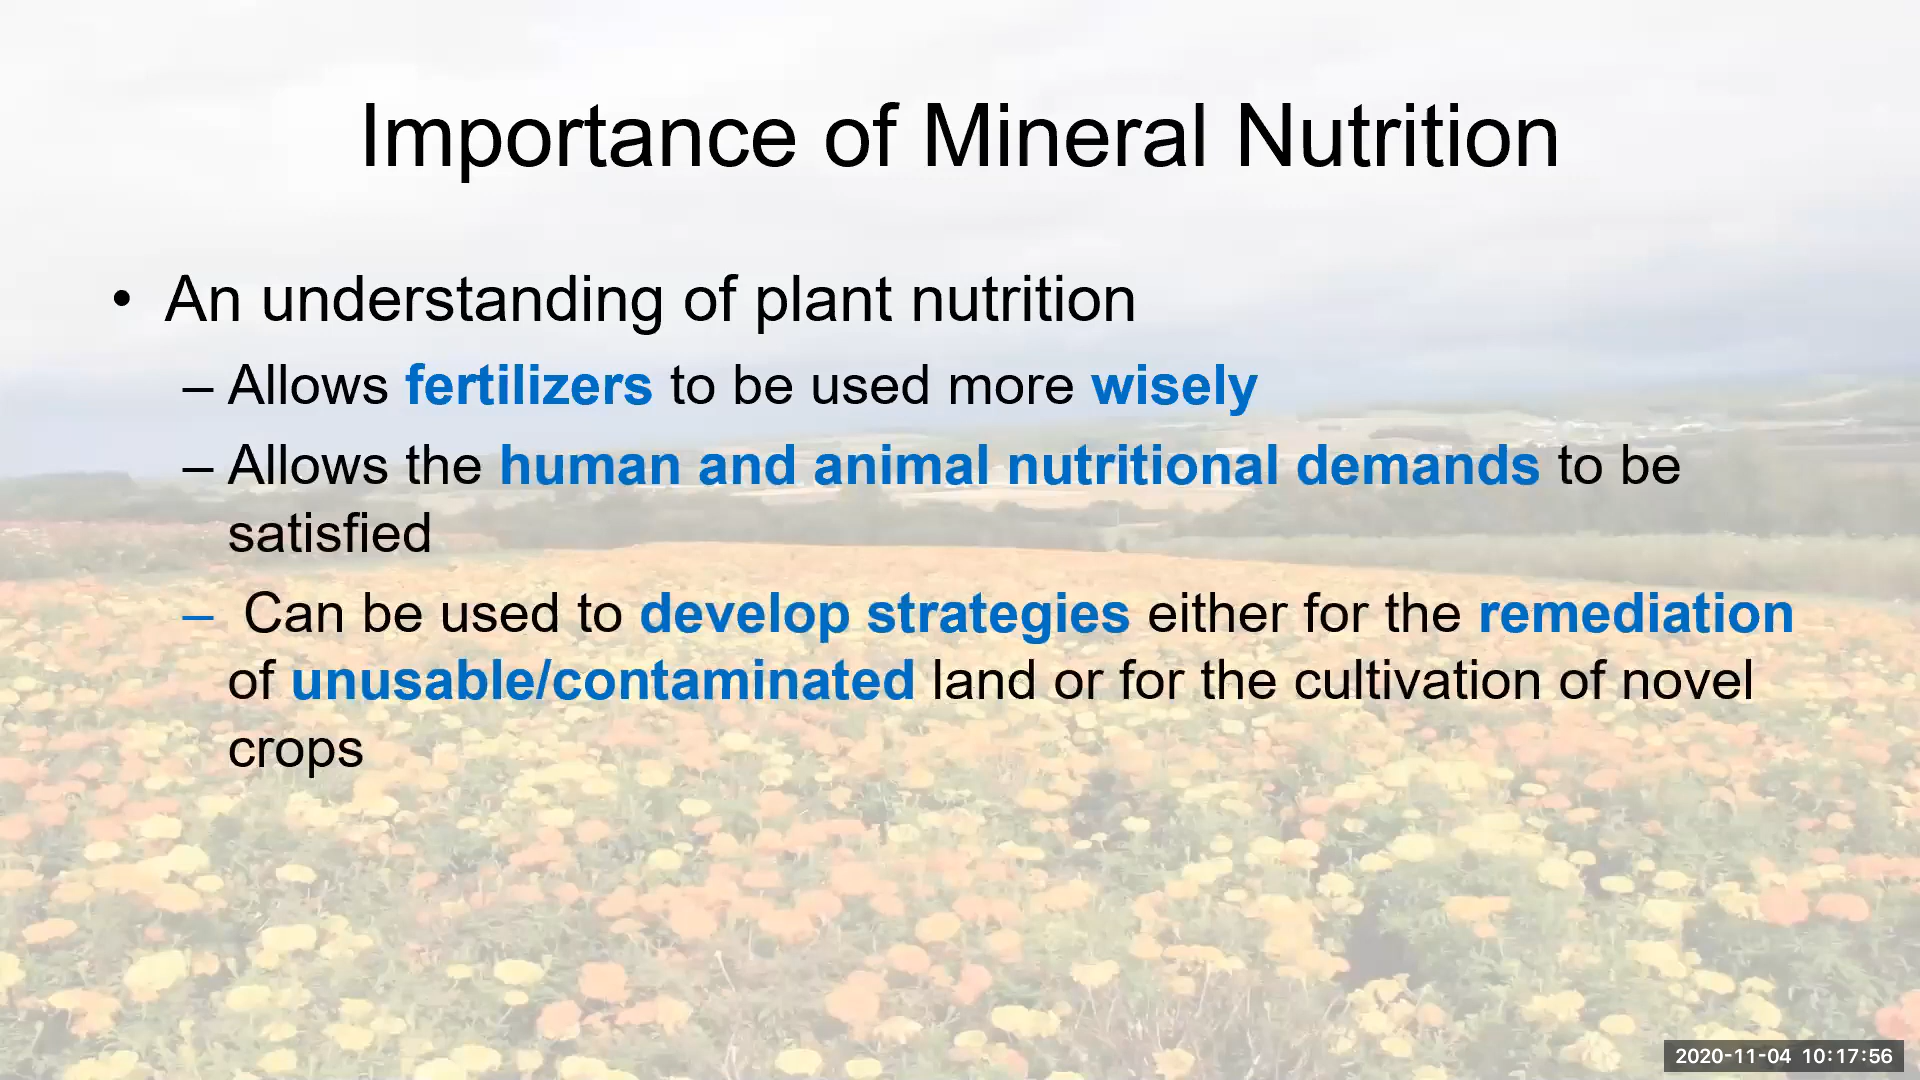 Importance of Mineral Nutrition
• An understanding of plant nutrition
– Allows fertilizers to be used more wisely
– Allows the human and animal nutritional demands to be
satisfied
– Can be used to develop strategies either for the remediation
of unusable/contaminated land or for the cultivation of novel
crops
2020-11-04 10:17:56